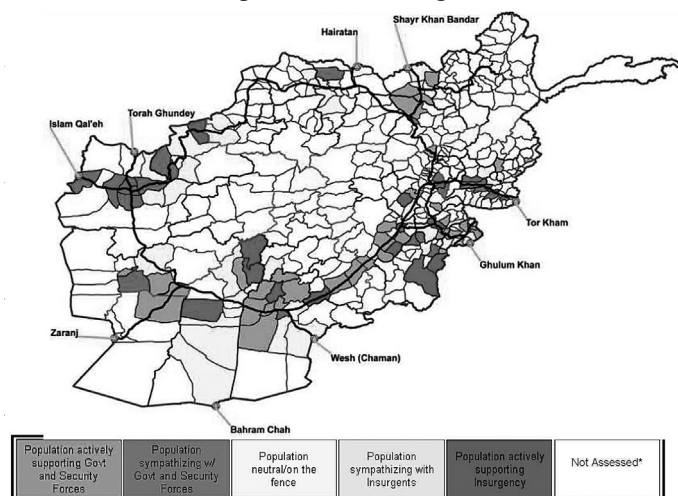 Hairatan
Shayr Khan Bandar
Torah Ghundey
Islam Qal'eh
Tor Kham
Ghulum Khan
Zaranj
Wesh (Chaman)
Bahram Chah
Population actively
supporting Govt
and Security
Forces
Population
sympathizing w/
Govt and Security
Forces
Population
neutral/on the
fence
Population
sympathizing with
Insurgents
Population actively
supporting
Insurgency
Not Assessed*